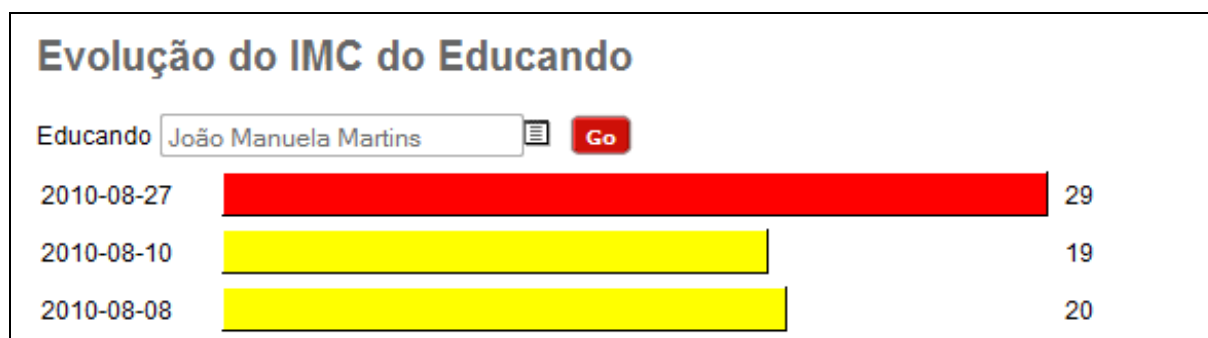 Evolução do IMC do Educando
Educando João Manuela Martins Go
2010-08-27 29
2010-08-10 19
2010-08-08 20